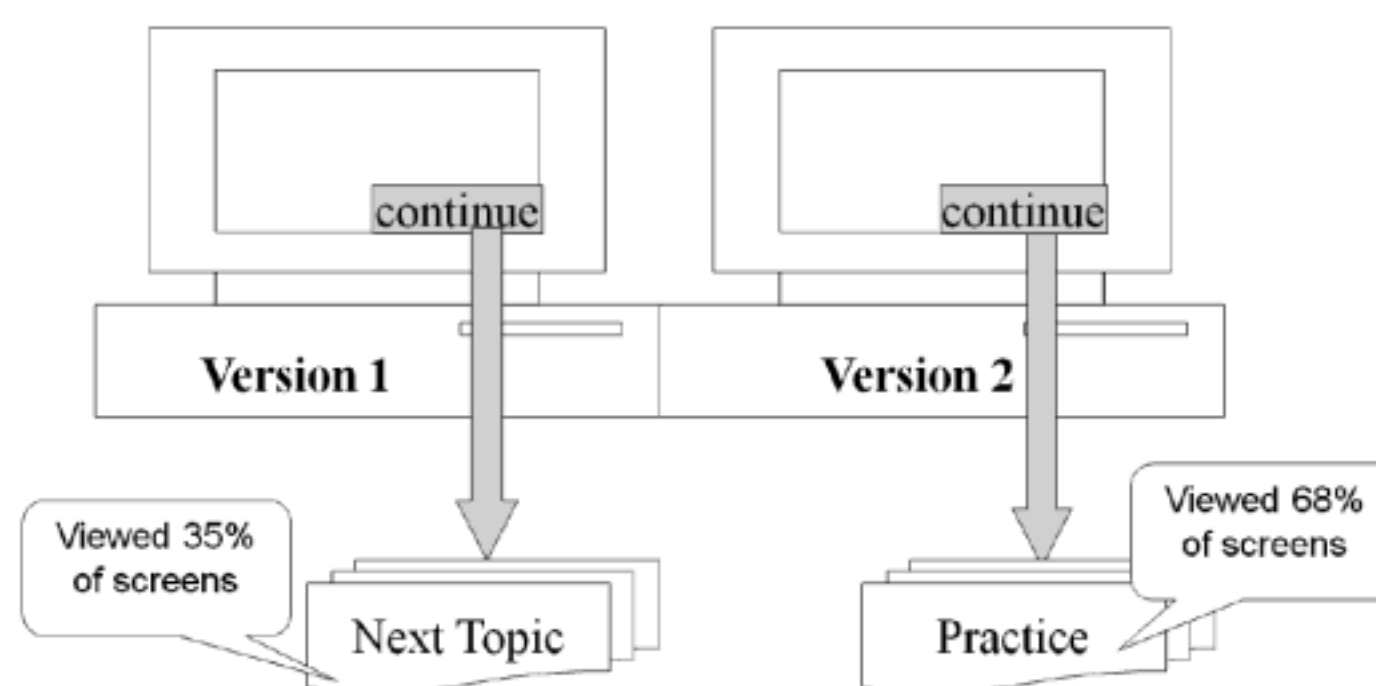 continue
continue
Version 1
Version 2
Viewed 35%
of screens
Viewed 68%
of screens
Next Topic
Practice